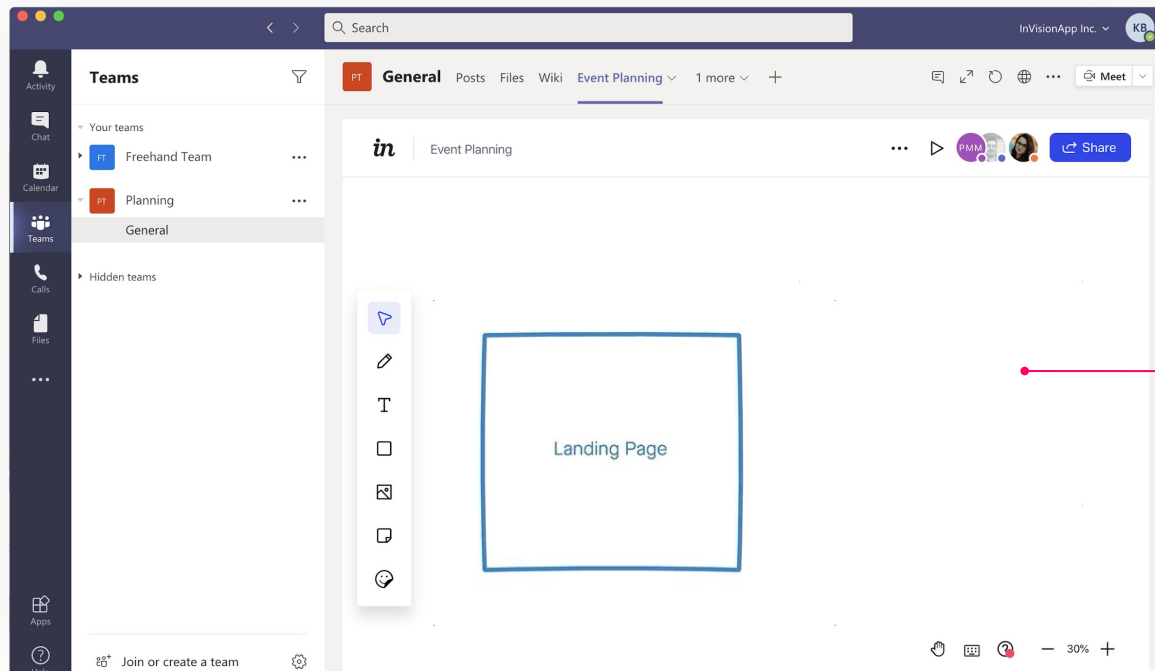 Search
InVisionApp Inc.
KB
Activity
Chat
Calendar
Teams
Calls
Files
Apps
Help
Teams
Your teams
FT Freehand Team
PT Planning
General
Hidden teams
Join or create a team
PT General Posts Files Wiki Event Planning 1 more
Meet
in Event Planning
PMM
Share
T
Landing Page
30%